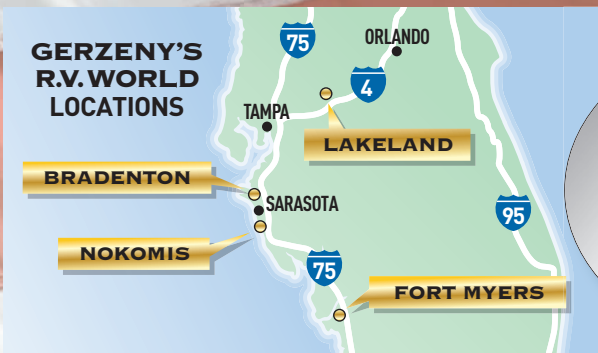 GERZENY'S
R.V. WORLD
LOCATIONS
75
ORLANDO
4
TAMPA
LAKELAND
BRADENTON
SARASOTA
95
NOKOMIS
75
FORT MYERS